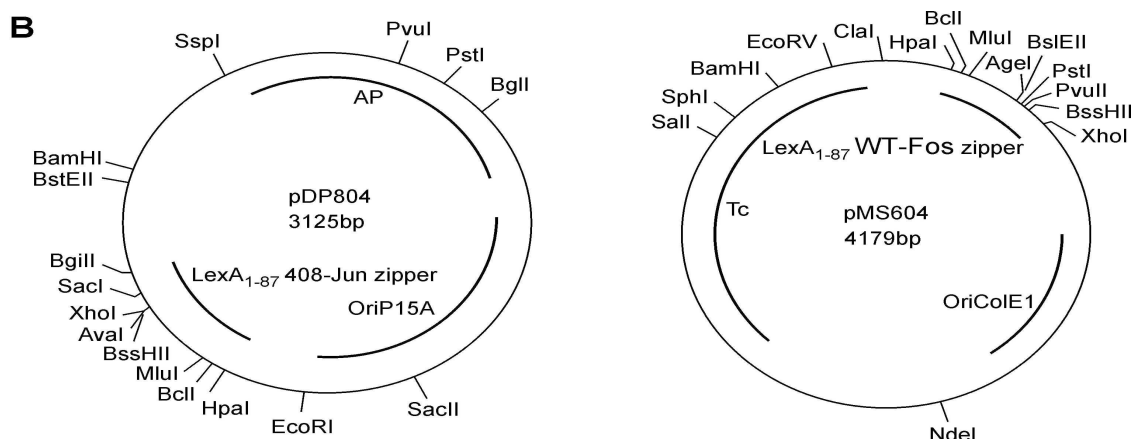 B
SspI
PvuI
PstI
BglI
AP
BamHI
BstEII
pDP804
3125bp
BgiII
SacI
XhoI
AvaI
BssHII
MluI
BclI
HpaI
EcoRI
SacII
LexA1-87 408-Jun zipper
OriP15A
EcoRV
ClaI
HpaI
BclI
MluI
AgeI
BslEII
PstI
PvuII
BssHII
XhoI
BamHI
SphI
SalI
LexA1-87 WT-Fos zipper
Tc
pMS604
4179bp
OriColE1
NdeI